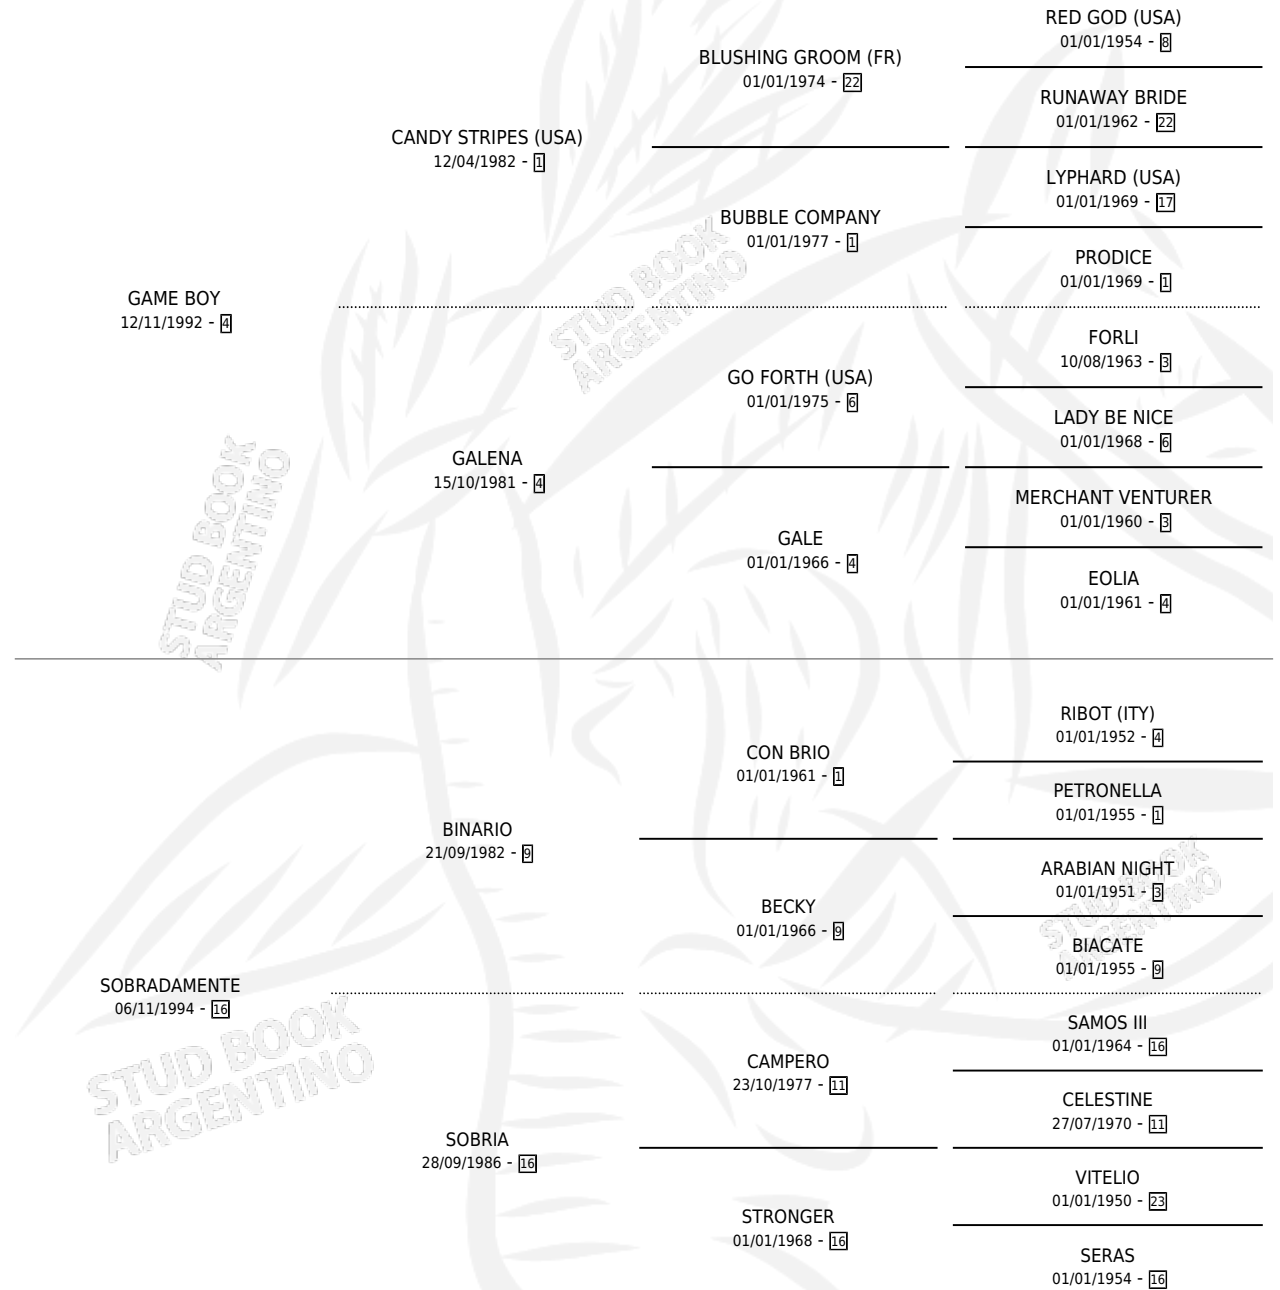 RED GOD (USA)
01/01/1954 - 8
BLUSHING GROOM (FR)
01/01/1974 - 22
RUNAWAY BRIDE
01/01/1962 - 22
CANDY STRIPES (USA)
12/04/1982 - 1
LYPHARD (USA)
01/01/1969 - 17
BUBBLE COMPANY
01/01/1977 - 1
PRODICE
01/01/1969 - 1
GAME BOY
12/11/1992 - 4
STUD BOOK
ARGENTINO
FORLI
10/08/1963 - 3
GO FORTH (USA)
01/01/1975 - 6
LADY BE NICE
01/01/1968 - 6
GALENA
15/10/1981 - 4
MERCHANT VENTURER
01/01/1960 - 3
GALE
01/01/1966 - 4
EOLIA
01/01/1961 - 4
STUD BOOK
ARGENTINO
RIBOT (ITY)
01/01/1952 - 4
CON BRIO
01/01/1961 - 1
PETRONELLA
01/01/1955 - 1
BINARIO
21/09/1982 - 9
ARABIAN NIGHT
01/01/1951 - 3
BECKY
01/01/1966 - 9
BIACATE
01/01/1955 - 9
STUD BOOK
ARGENTINO
SOBRADAMENTE
06/11/1994 - 16
SAMOS III
01/01/1964 - 16
CAMPERO
23/10/1977 - 11
CELESTINE
27/07/1970 - 11
STUD BOOK
ARGENTINO
SOBRIA
28/09/1986 - 16
VITELIO
01/01/1950 - 23
STRONGER
01/01/1968 - 16
SERAS
01/01/1954 - 16